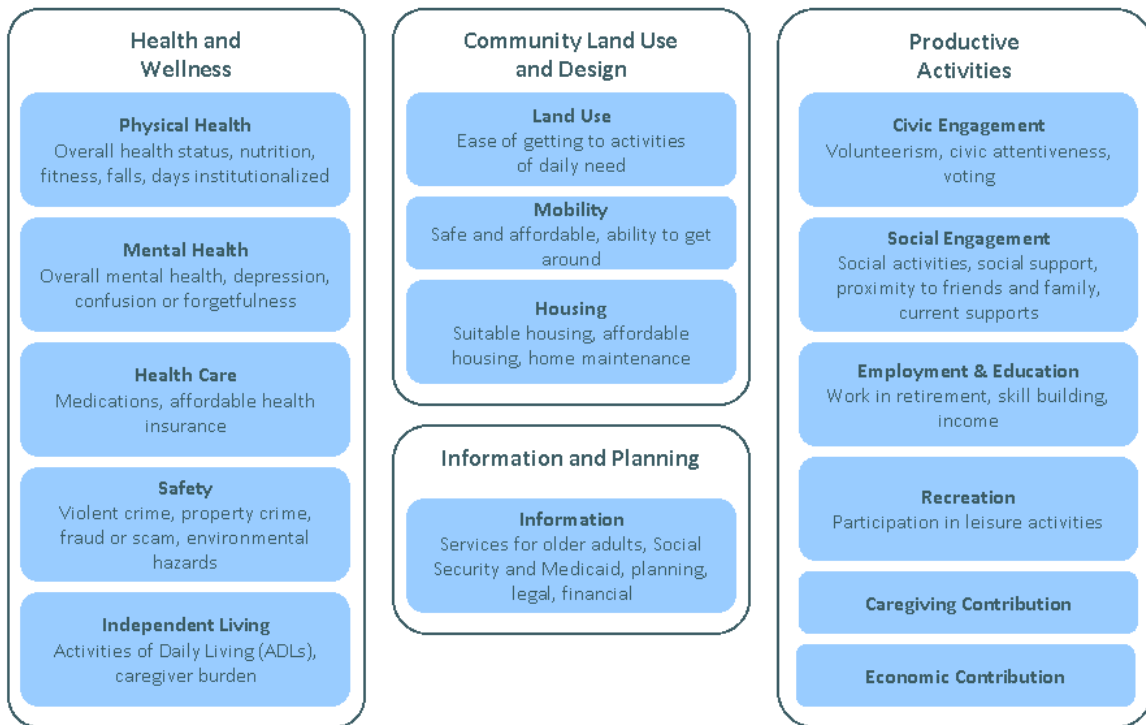 Health and
Wellness
Physical Health
Overall health status, nutrition,
fitness, falls, days institutionalized
Mental Health
Overall mental health, depression,
confusion or forgetfulness
Health Care
Medications, affordable health
insurance
Safety
Violent crime, property crime,
fraud or scam, environmental
hazards
Independent Living
Activities of Daily Living (ADLs),
caregiver burden
Community Land Use
and Design
Land Use
Ease of getting to activities
of daily need
Mobility
Safe and affordable, ability to get
around
Housing
Suitable housing, affordable
housing, home maintenance
Information and Planning
Information
Services for older adults, Social
Security and Medicaid, planning,
legal, financial
Productive
Activities
Civic Engagement
Volunteerism, civic attentiveness,
voting
Social Engagement
Social activities, social support,
proximity to friends and family,
current supports
Employment & Education
Work in retirement, skill building,
income
Recreation
Participation in leisure activities
Caregiving Contribution
Economic Contribution